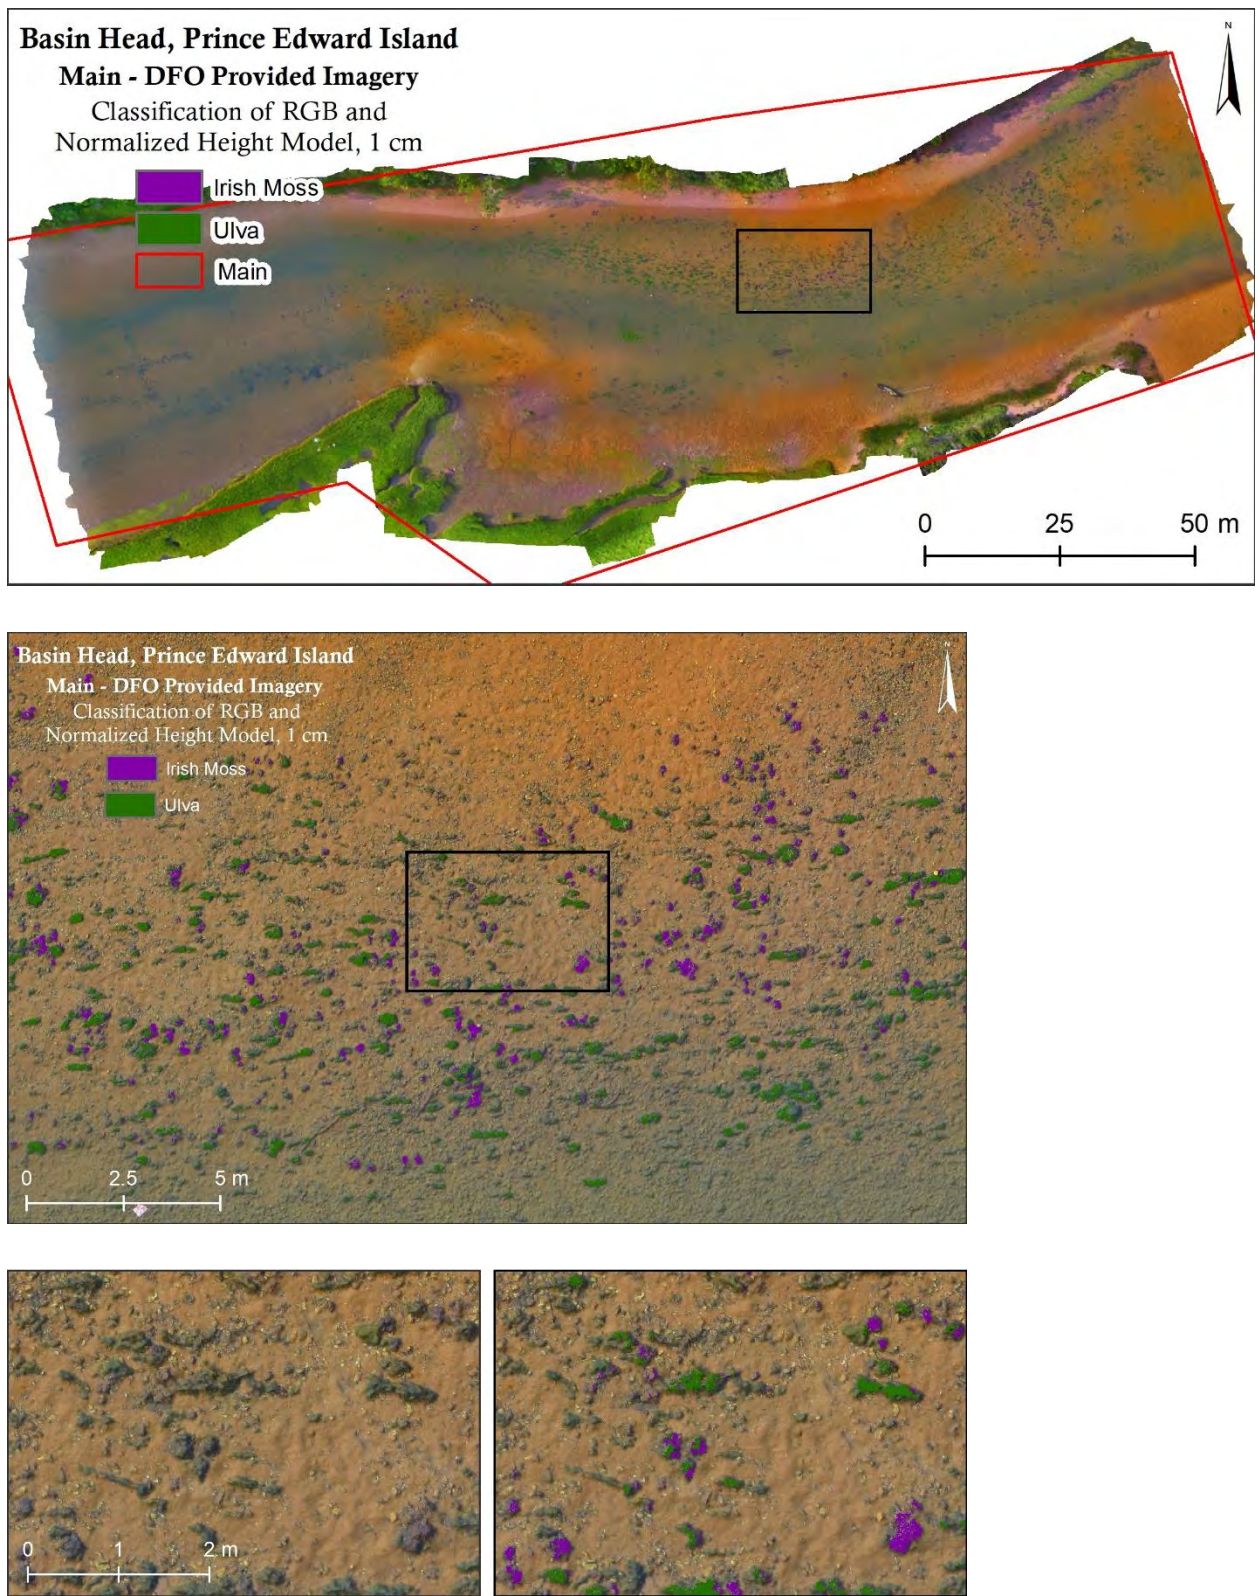 Basin Head, Prince Edward Island
Main - DFO Provided Imagery
Classification of RGB and
Normalized Height Model, 1 cm
Irish Moss
Ulva
Main
N
0 25 50 m
Basin Head, Prince Edward Island
Main - DFO Provided Imagery
Classification of RGB and
Normalized Height Model, 1 cm
Irish Moss
Ulva
N
0 2.5 5 m
0 1 2 m